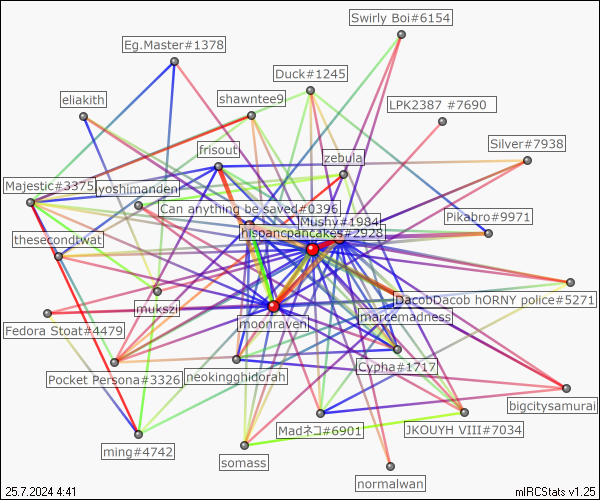 Swirly Boi#6154
Eg.Master#1378
Duck#1245
eliakith
shawntee9
LPK2387 #7690
Silver#7938
frisout
zebula
Majestic#3375
yoshimanden
Can anything be saved#0396
Mushy#1984
Pikabro#9971
hispancpancakes#2928
thesecondtwat
DacobDacob hORNY police#5271
mukszi
marcemadness
moonraven
Fedora Stoat#4479
Cypha#1717
Pocket Persona#3326
neokingghidorah
bigcitysamurai
Madネコ#6901
JKOUYH VIII#7034
ming#4742
somass
normalwan
25.7.2024 4:41
mIRCStats v1.25